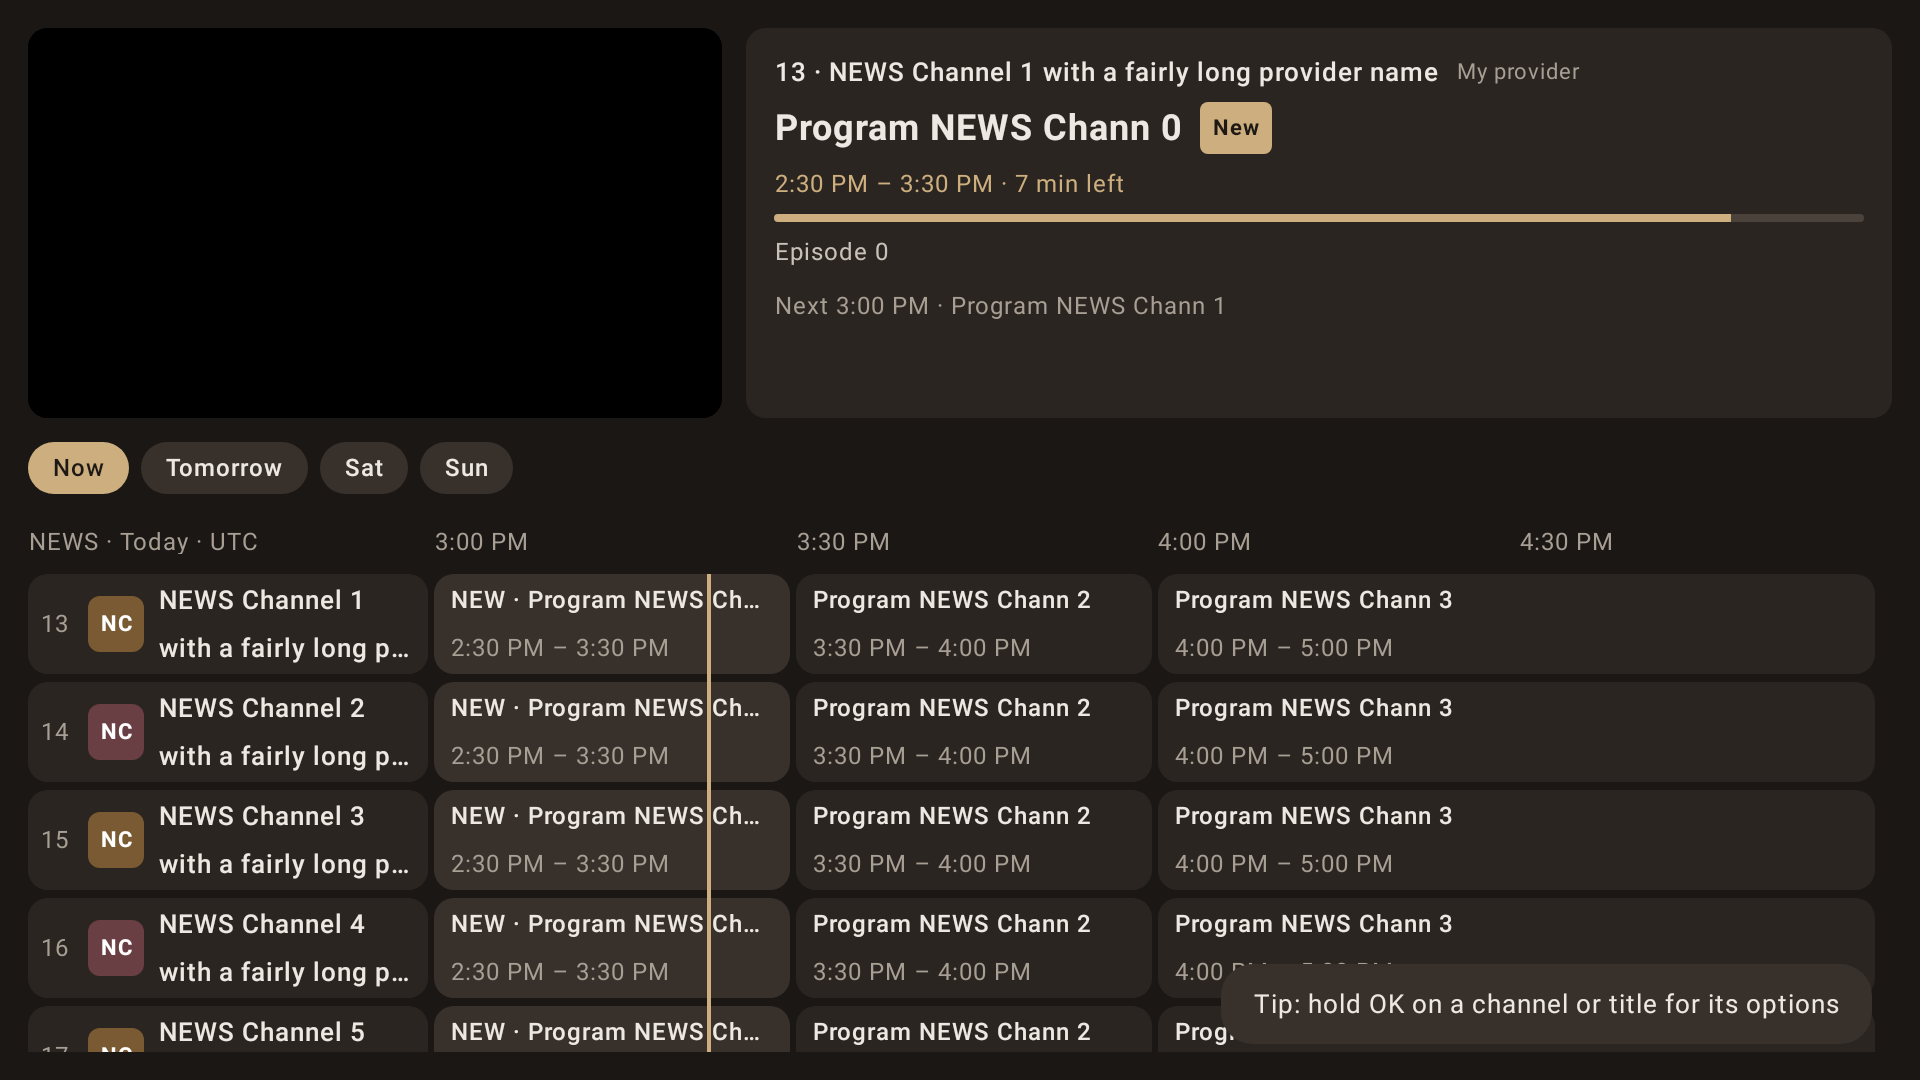 13 · NEWS Channel 1 with a fairly long provider name My provider
Program NEWS Chann 0 New
2:30 PM – 3:30 PM · 7 min left
Episode 0
Next 3:00 PM · Program NEWS Chann 1
Now Tomorrow Sat Sun
NEWS · Today · UTC 3:00 PM 3:30 PM 4:00 PM 4:30 PM
13 NC NEWS Channel 1 NEW · Program NEWS Ch… Program NEWS Chann 2 Program NEWS Chann 3
with a fairly long p… 2:30 PM – 3:30 PM 3:30 PM – 4:00 PM 4:00 PM – 5:00 PM
14 NC NEWS Channel 2 NEW · Program NEWS Ch… Program NEWS Chann 2 Program NEWS Chann 3
with a fairly long p… 2:30 PM – 3:30 PM 3:30 PM – 4:00 PM 4:00 PM – 5:00 PM
15 NC NEWS Channel 3 NEW · Program NEWS Ch… Program NEWS Chann 2 Program NEWS Chann 3
with a fairly long p… 2:30 PM – 3:30 PM 3:30 PM – 4:00 PM 4:00 PM – 5:00 PM
16 NC NEWS Channel 4 NEW · Program NEWS Ch… Program NEWS Chann 2 Program NEWS Chann 3
with a fairly long p… 2:30 PM – 3:30 PM 3:30 PM – 4:00 PM 4:00
Tip: hold OK on a channel or title for its options
NEWS Channel 5 NEW · Program NEWS Ch… Program NEWS Chann 2